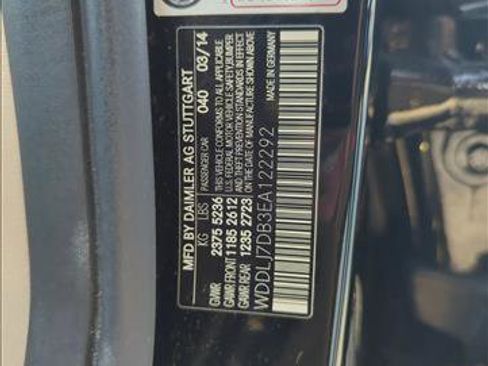 MFD BY DAIMLER AG STUTTGART
PASSENGER CAR 040 03/14
KG LBS THIS VEHICLE CONFORMS TO ALL APPLICABLE
GVWR 2375 5236 U.S. FEDERAL MOTOR VEHICLE SAFETY/BUMPER
GAWR FRONT 1185 2612 AND THEFT PREVENTION STANDARDS IN EFFECT
GAWR REAR 1235 2723 ON THE DATE OF MANUFACTURE SHOWN ABOVE
WDDLJ7DB3EA122292 MADE IN GERMANY